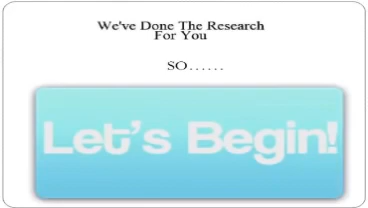 We've Done The Research
For You
SO......
Let's Begin!